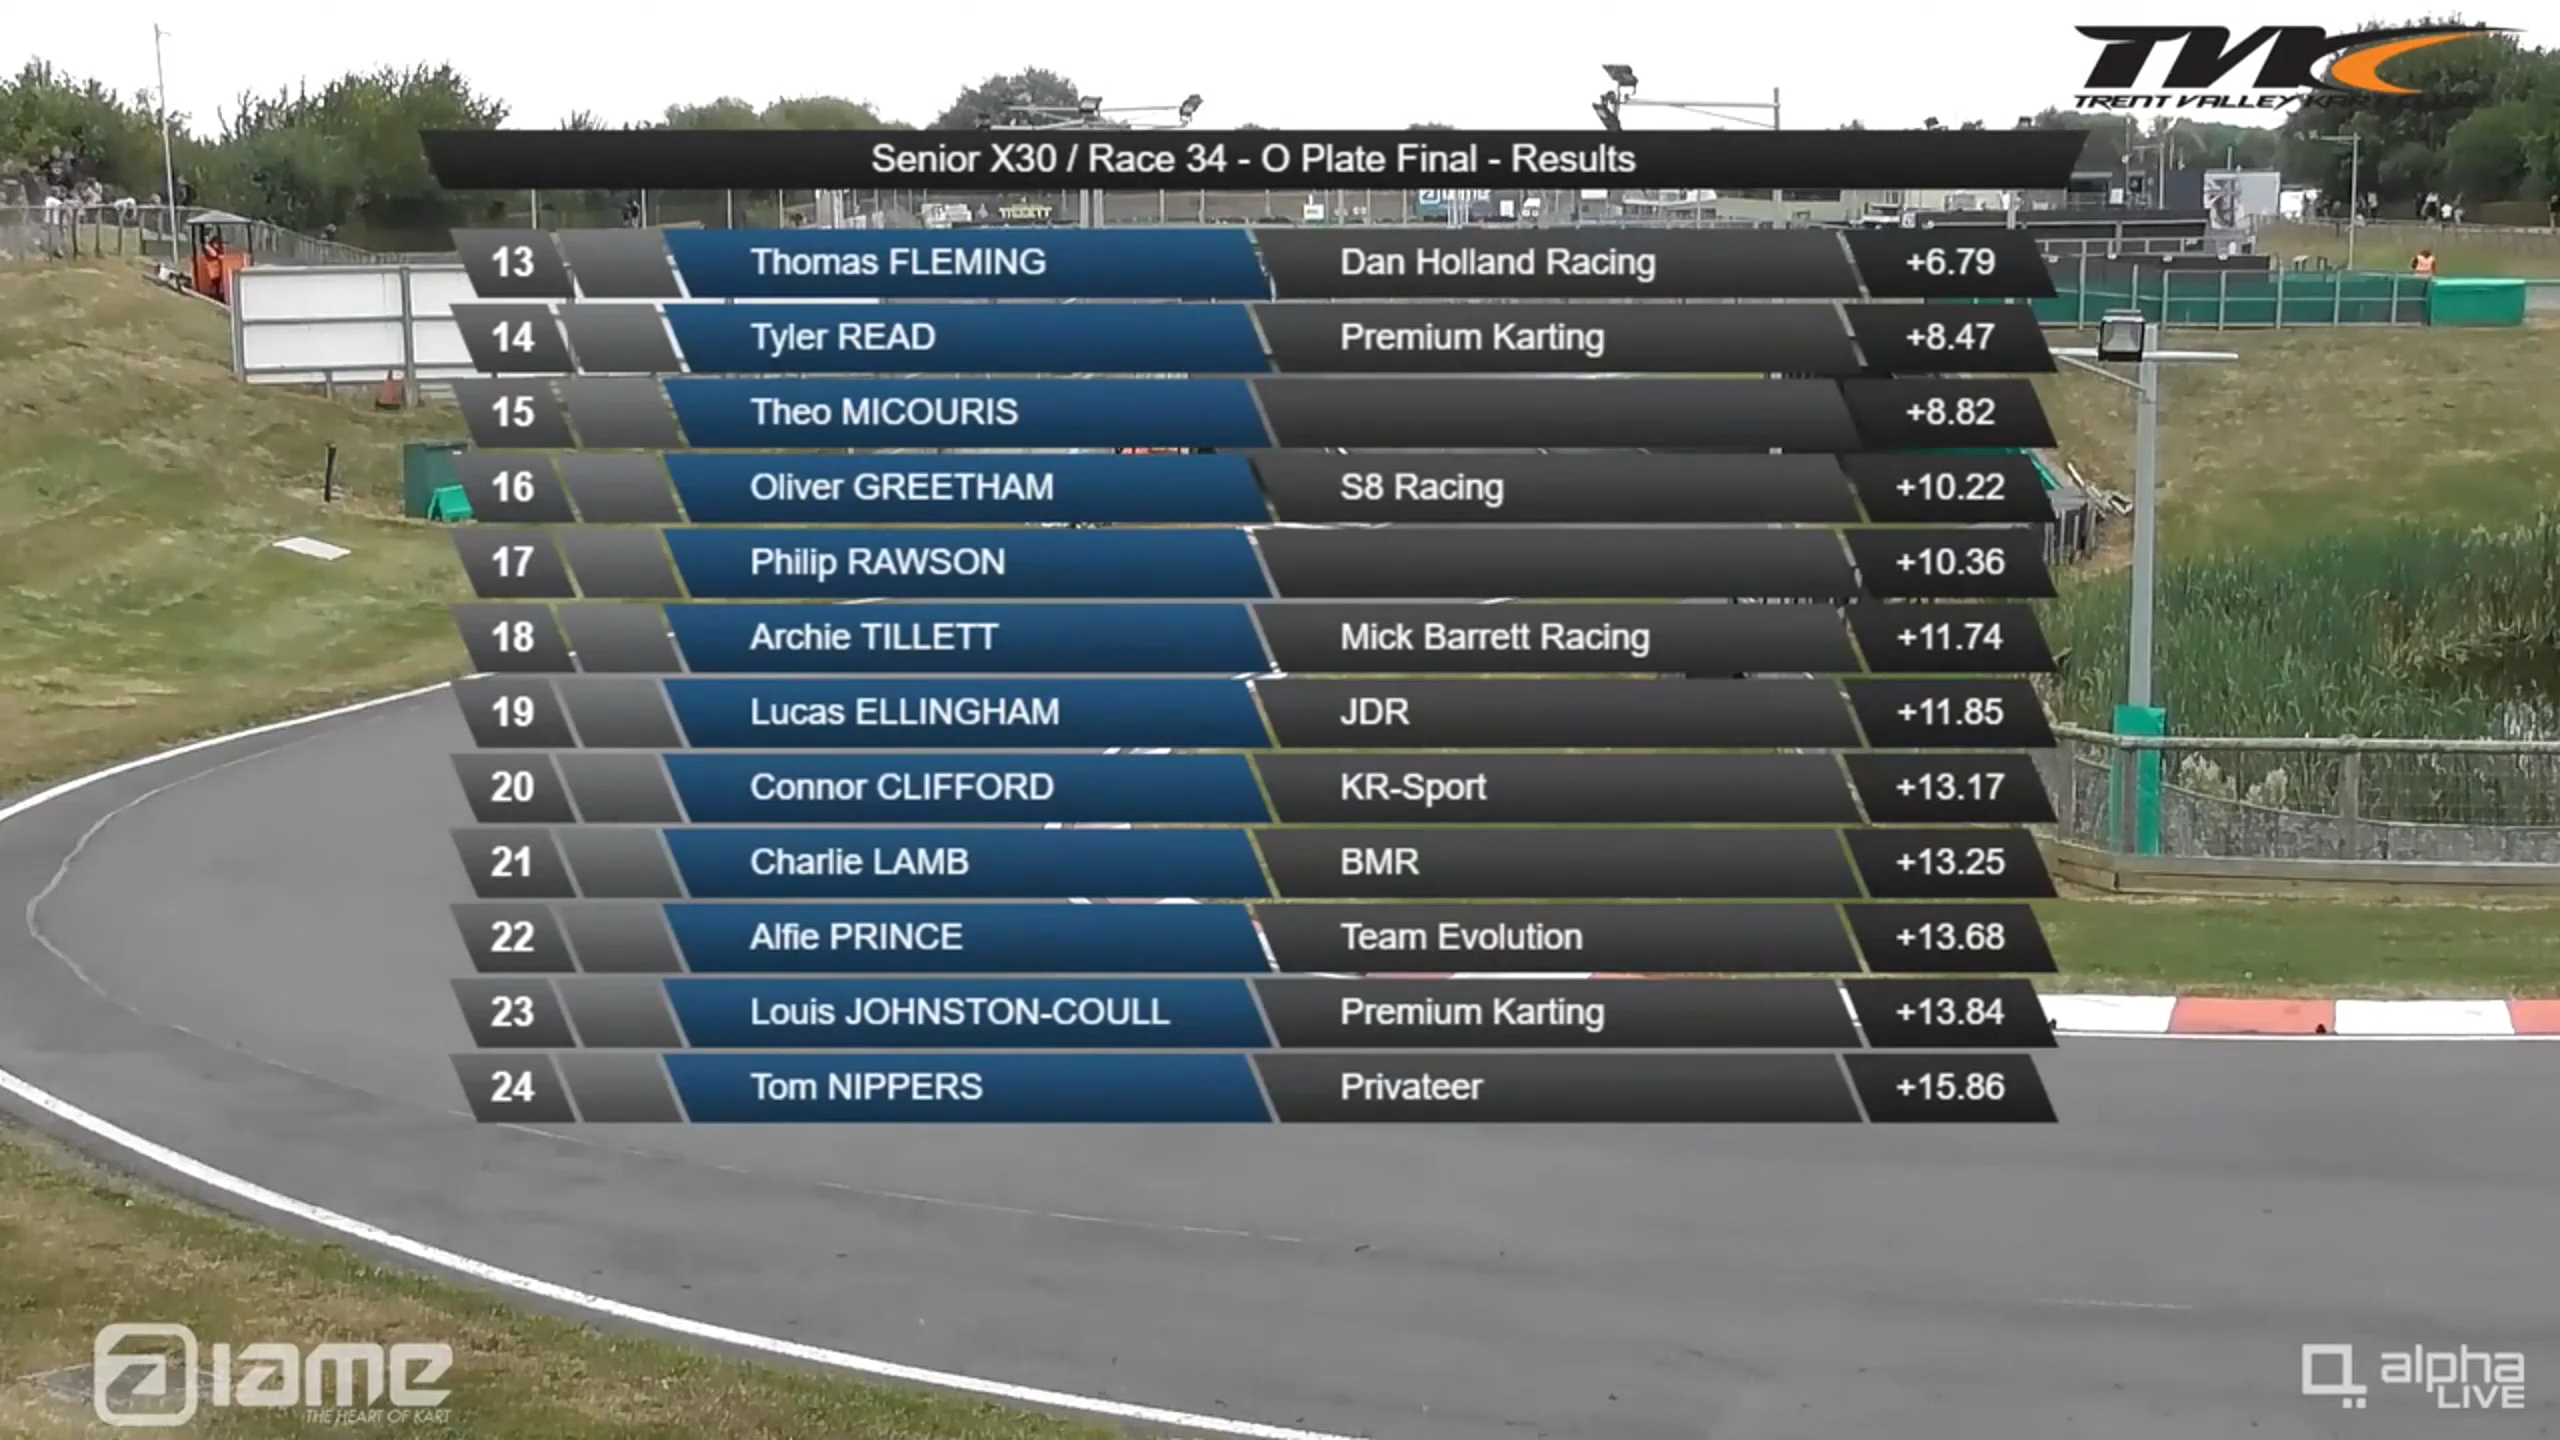 TVKC
TRENT VALLEY KART CLUB
Senior X30 / Race 34 - O Plate Final - Results
13 Thomas FLEMING Dan Holland Racing +6.79
14 Tyler READ Premium Karting +8.47
15 Theo MICOURIS +8.82
16 Oliver GREETHAM S8 Racing +10.22
17 Philip RAWSON +10.36
18 Archie TILLETT Mick Barrett Racing +11.74
19 Lucas ELLINGHAM JDR +11.85
20 Connor CLIFFORD KR-Sport +13.17
21 Charlie LAMB BMR +13.25
22 Alfie PRINCE Team Evolution +13.68
23 Louis JOHNSTON-COULL Premium Karting +13.84
24 Tom NIPPERS Privateer +15.86
IAME
THE HEART OF KART
alpha
LIVE